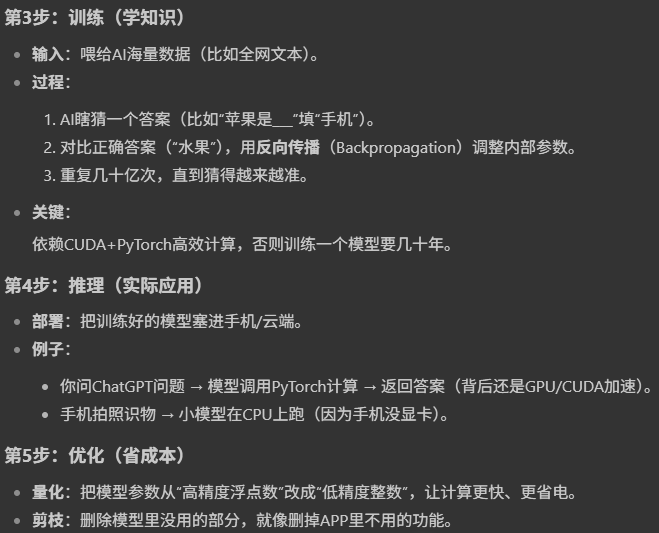 第3步：训练（学知识）
输入：喂给AI海量数据（比如全网文本）。
过程：
1. AI瞎猜一个答案（比如“苹果是___”填“手机”）。
2. 对比正确答案（“水果”），用反向传播（Backpropagation）调整内部参数。
3. 重复几十亿次，直到猜得越来越准。
关键：
依赖CUDA+PyTorch高效计算，否则训练一个模型要几十年。
第4步：推理（实际应用）
部署：把训练好的模型塞进手机/云端。
例子：
你问ChatGPT问题 → 模型调用PyTorch计算 → 返回答案（背后还是GPU/CUDA加速）。
手机拍照识物 → 小模型在CPU上跑（因为手机没显卡）。
第5步：优化（省成本）
量化：把模型参数从“高精度浮点数”改成“低精度整数”，让计算更快、更省电。
剪枝：删除模型里没用的部分，就像删掉APP里不用的功能。